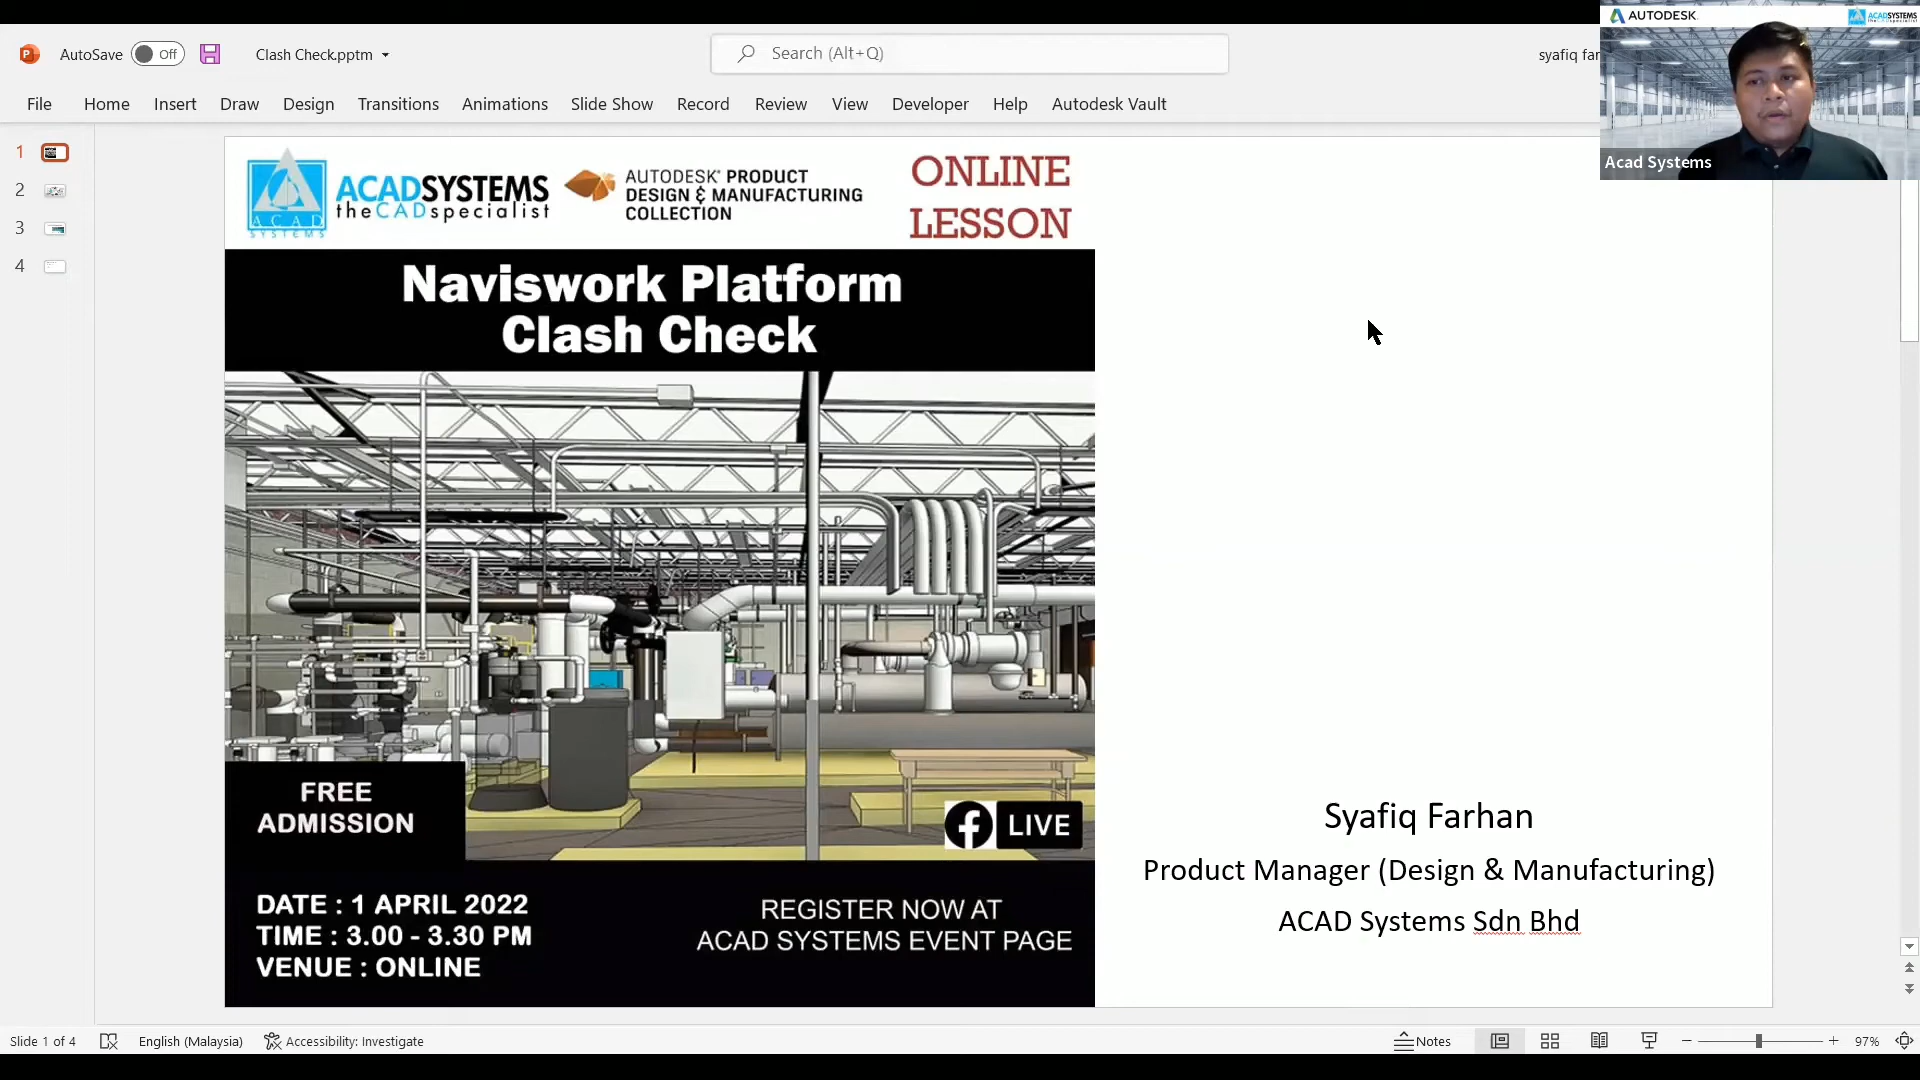 AutoSave
Off
Clash Check.pptm
Search (Alt+Q)
syafiq far
AUTODESK
ACADSYSTEMS
Acad Systems
File
Home
Insert
Draw
Design
Transitions
Animations
Slide Show
Record
Review
View
Developer
Help
Autodesk Vault
1
2
3
4
ACAD
SYSTEMS
ACADSYSTEMS
theCADspecialist
AUTODESK® PRODUCT
DESIGN & MANUFACTURING
COLLECTION
ONLINE
LESSON
Naviswork Platform
Clash Check
FREE
ADMISSION
LIVE
DATE : 1 APRIL 2022
TIME : 3.00 - 3.30 PM
VENUE : ONLINE
REGISTER NOW AT
ACAD SYSTEMS EVENT PAGE
Syafiq Farhan
Product Manager (Design & Manufacturing)
ACAD Systems Sdn Bhd
Slide 1 of 4
English (Malaysia)
Accessibility: Investigate
Notes
97%